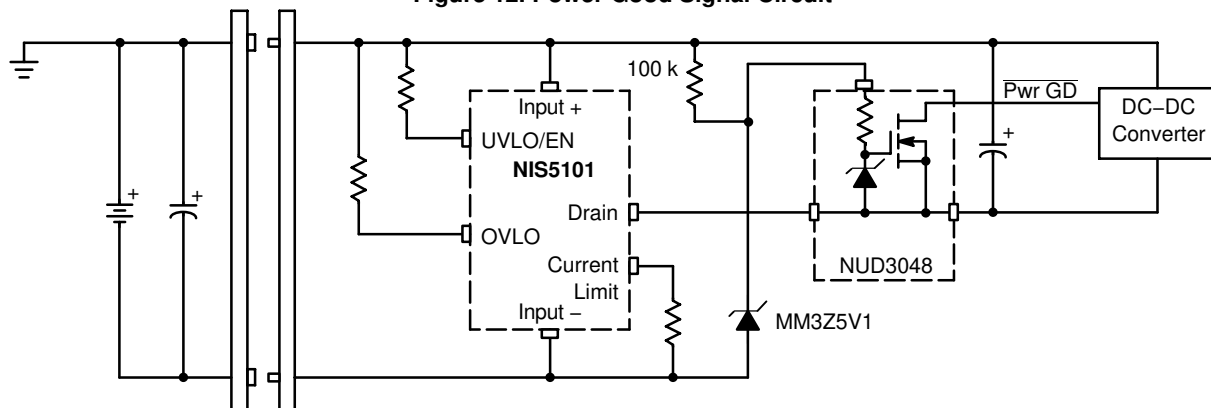 Figure 12. Power Good Signal Circuit
100 k
Input +
UVLO/EN
NIS5101
Drain
OVLO
Current
Limit
Input −
Pwr GD
DC−DC
Converter
NUD3048
MM3Z5V1
+
+
+